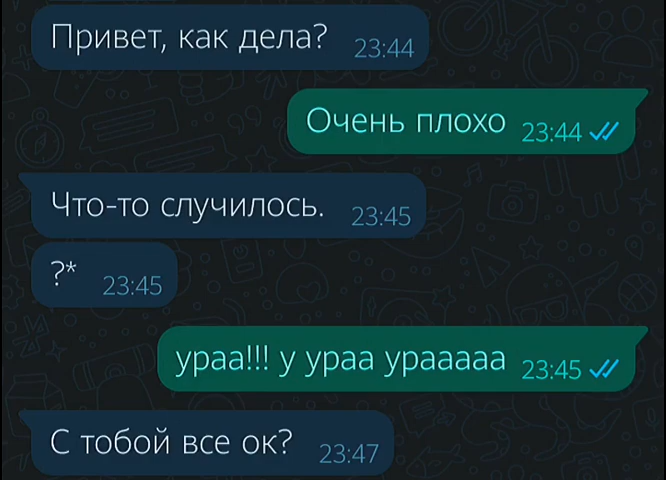 Привет, как дела? 23:44
Очень плохо 23:44
Что-то случилось. 23:45
?* 23:45
ураа!!! у ураа урааааа 23:45
С тобой все ок? 23:47